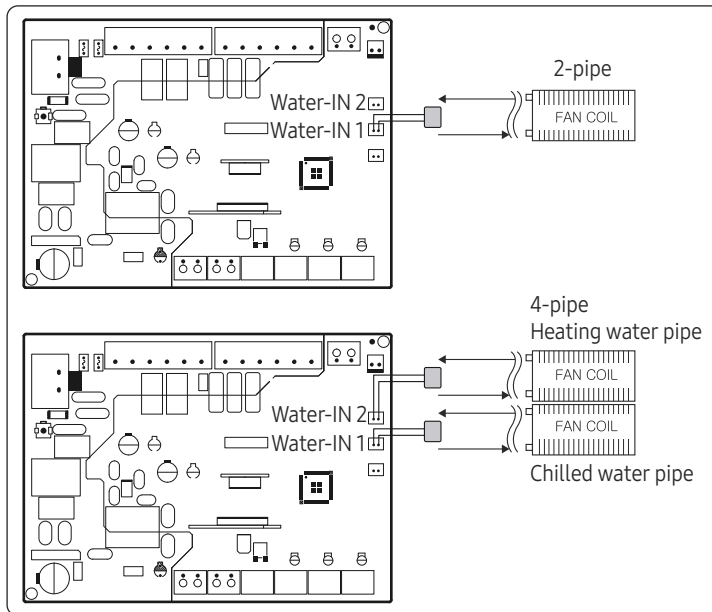 2-pipe
Water-IN 2
Water-IN 1
FAN COIL
4-pipe
Heating water pipe
FAN COIL
Water-IN 2
FAN COIL
Water-IN 1
Chilled water pipe